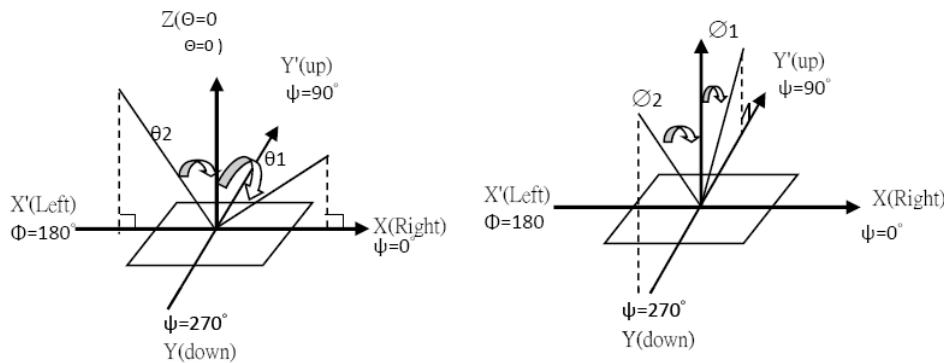 Z(Θ=0
Θ=0 )
Y'(up)
ψ=90°
θ2
θ1
X'(Left)
Φ=180°
X(Right)
ψ=0°
ψ=270°
Y(down)
∅1
Y'(up)
ψ=90°
∅2
X'(Left)
Φ=180°
X(Right)
ψ=0°
ψ=270°
Y(down)